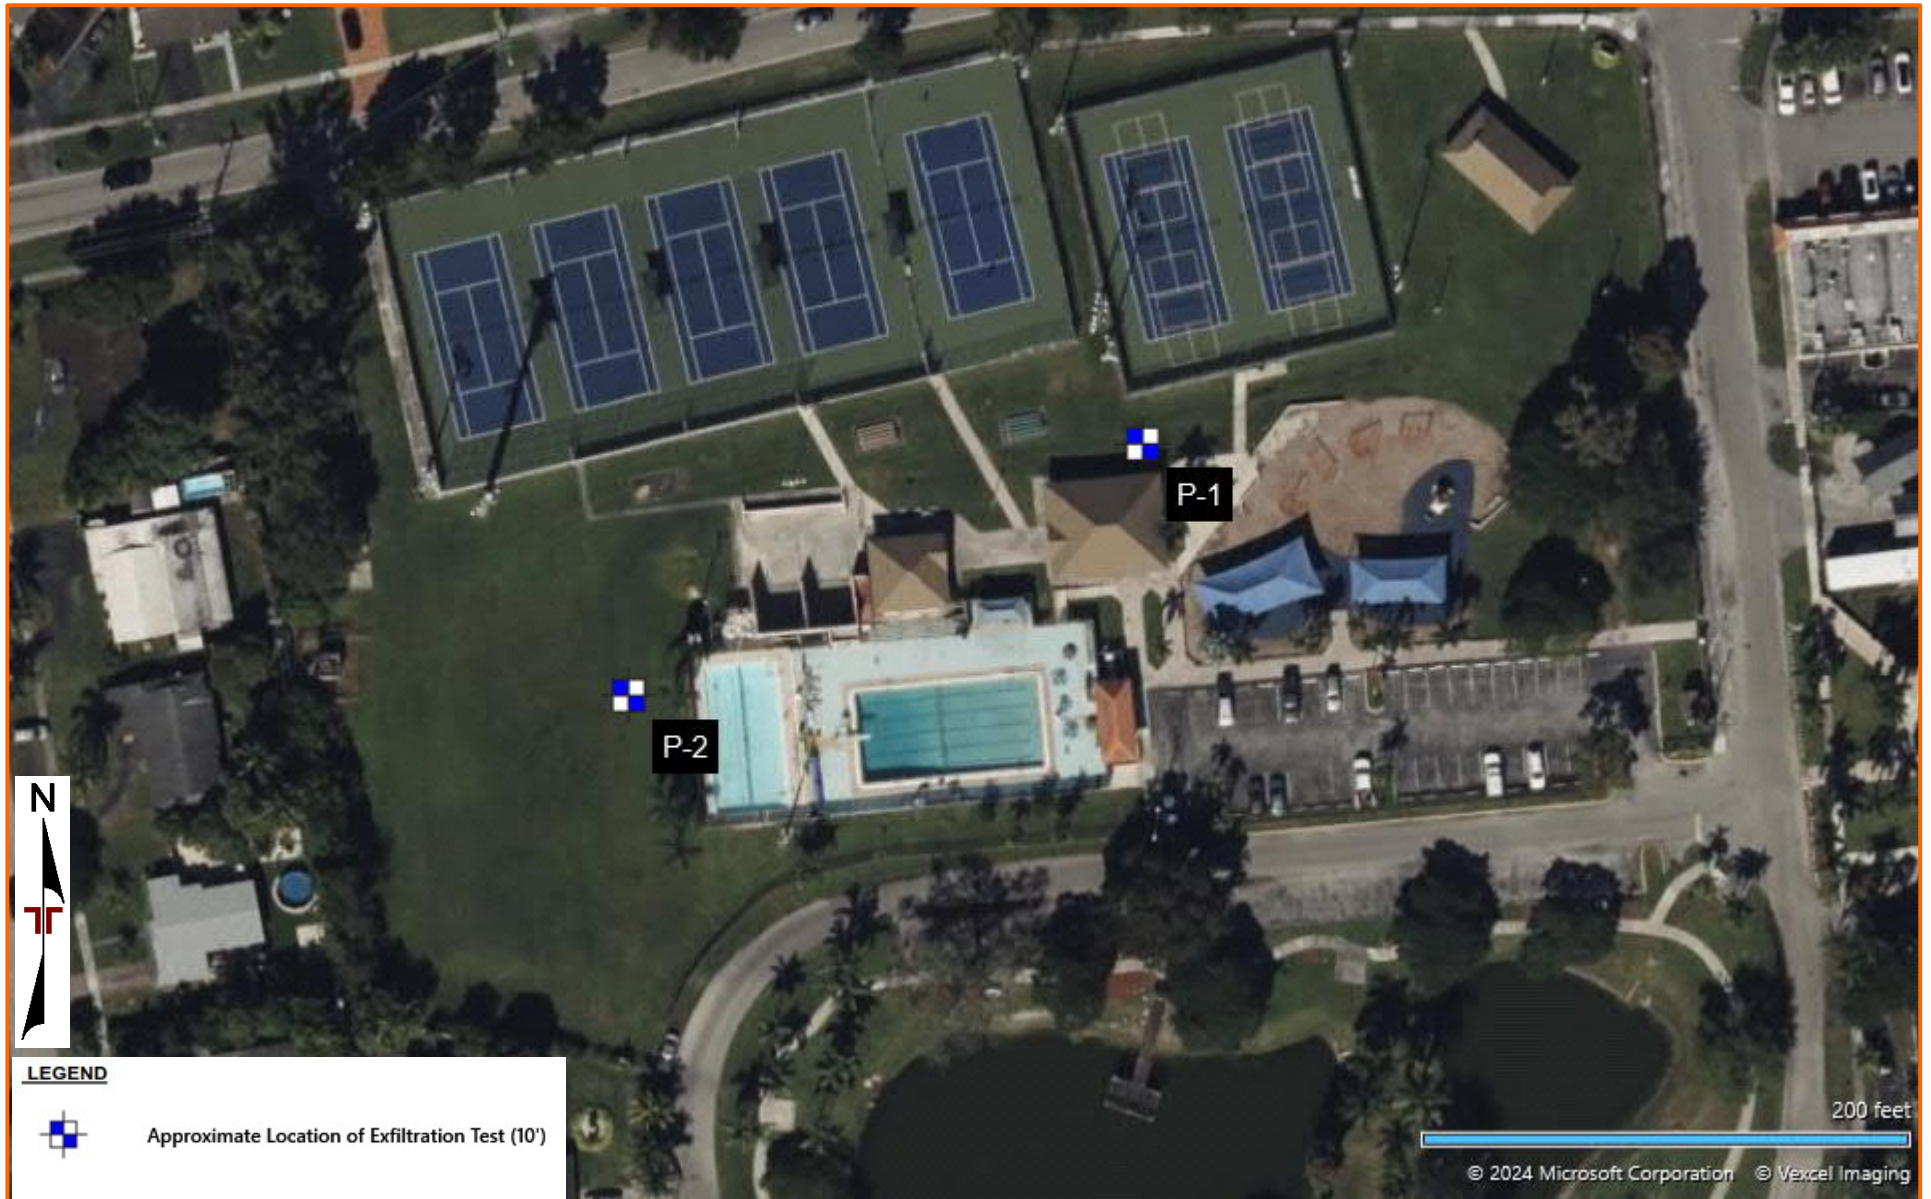 P-1
P-2
N
LEGEND
Approximate Location of Exfiltration Test (10')
200 feet
© 2024 Microsoft Corporation © Vexcel Imaging